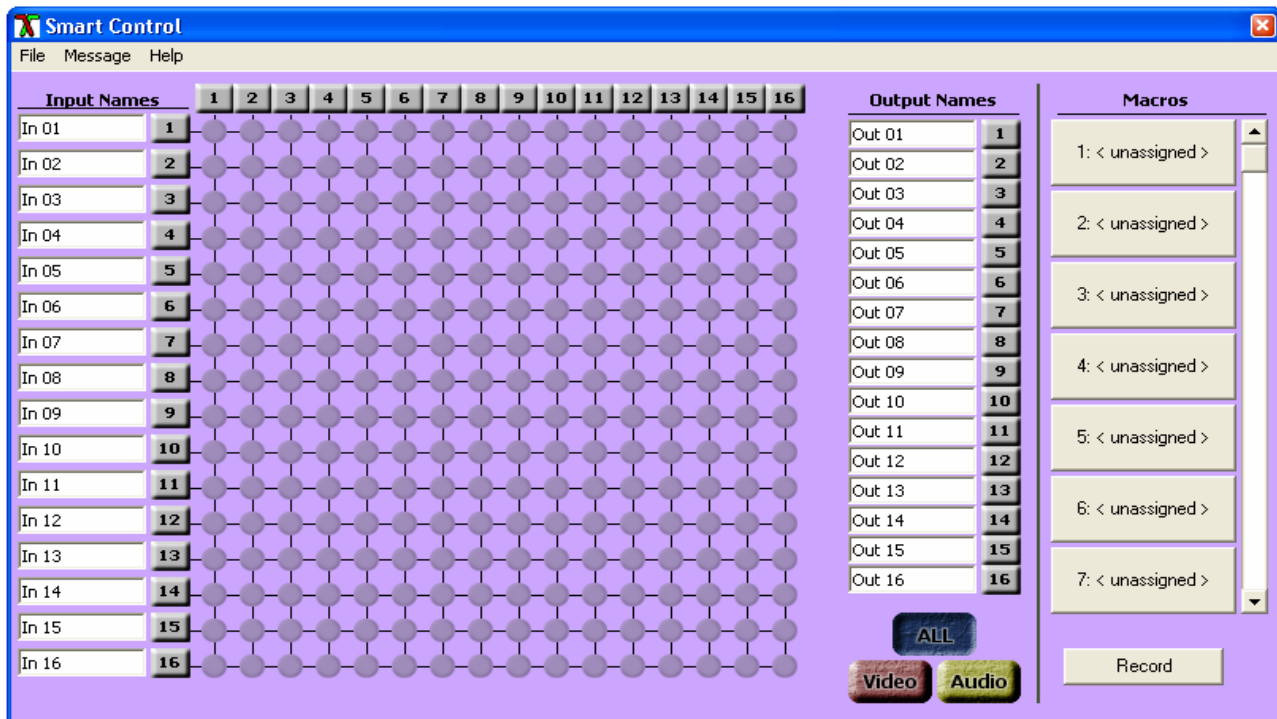 Smart Control
File Message Help
Input Names
1 2 3 4 5 6 7 8 9 10 11 12 13 14 15 16
In 01 1
In 02 2
In 03 3
In 04 4
In 05 5
In 06 6
In 07 7
In 08 8
In 09 9
In 10 10
In 11 11
In 12 12
In 13 13
In 14 14
In 15 15
In 16 16
Output Names
Out 01 1
Out 02 2
Out 03 3
Out 04 4
Out 05 5
Out 06 6
Out 07 7
Out 08 8
Out 09 9
Out 10 10
Out 11 11
Out 12 12
Out 13 13
Out 14 14
Out 15 15
Out 16 16
ALL
Video Audio
Macros
1: < unassigned >
2: < unassigned >
3: < unassigned >
4: < unassigned >
5: < unassigned >
6: < unassigned >
7: < unassigned >
Record